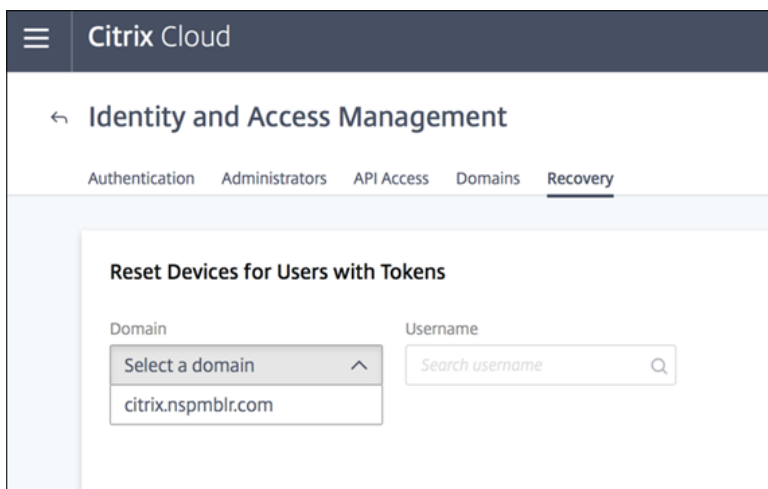 Citrix Cloud
Identity and Access Management
Authentication Administrators API Access Domains Recovery
Reset Devices for Users with Tokens
Domain Username
Select a domain Search username
citrix.nspmblr.com